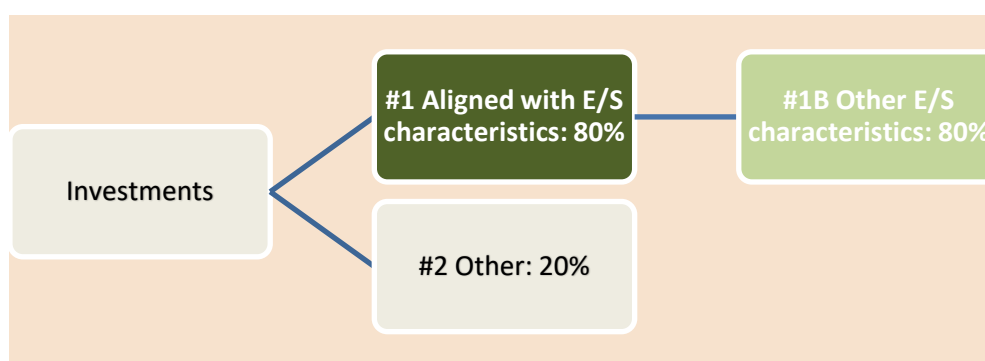 #1 Aligned with E/S
characteristics: 80%
#1B Other E/S
characteristics: 80%
Investments
#2 Other: 20%